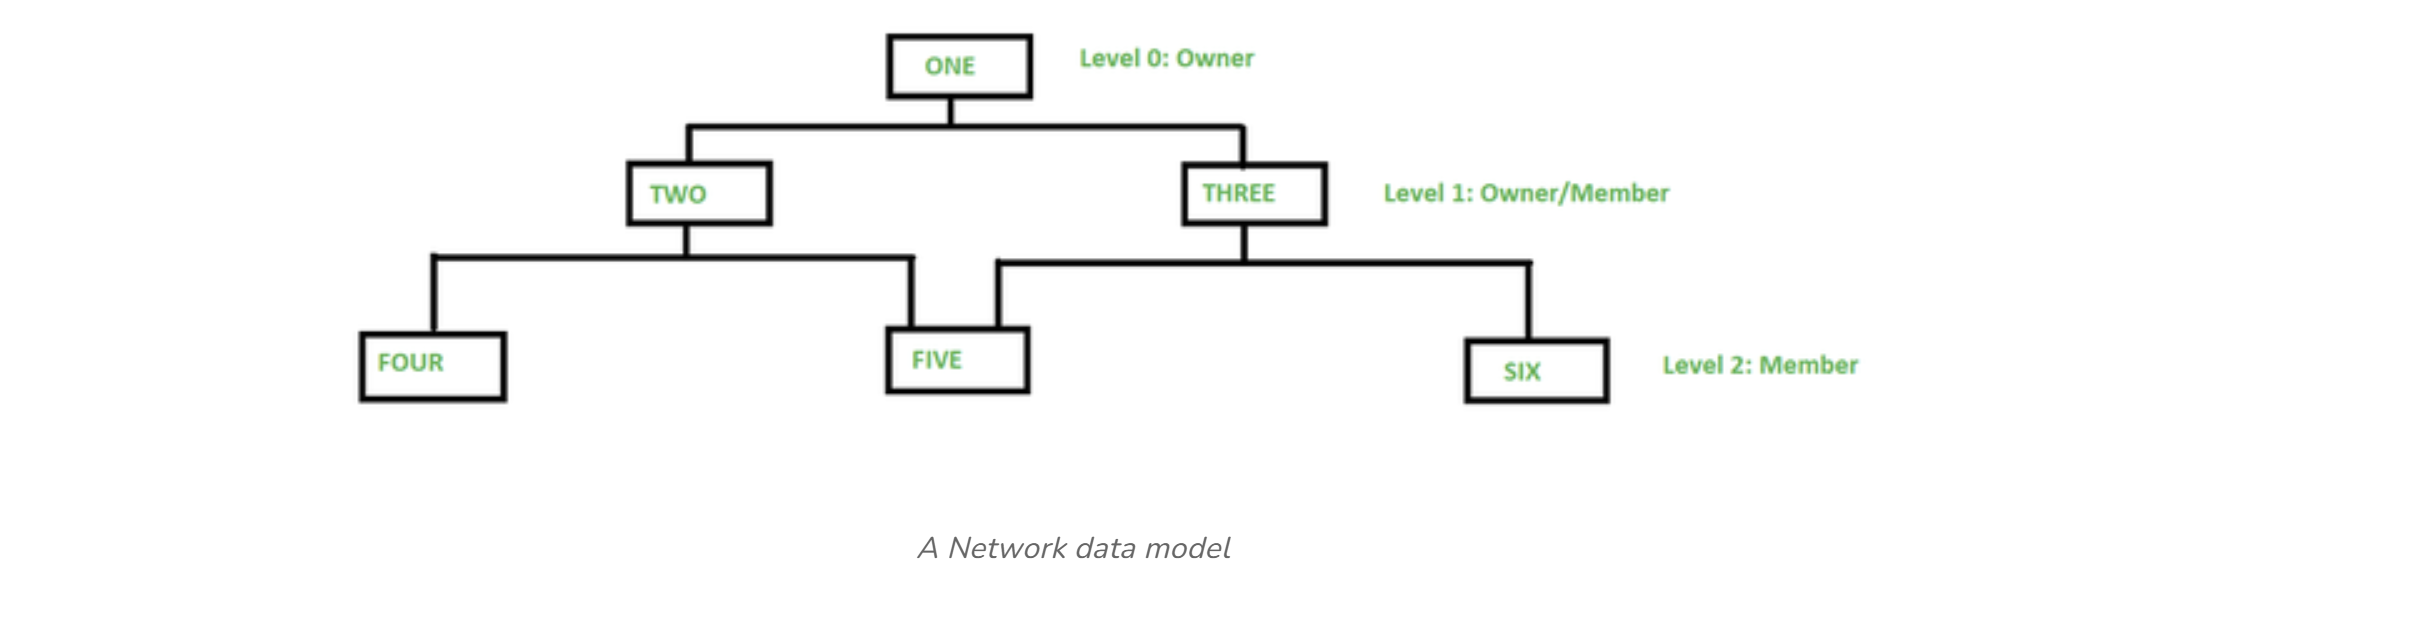 ONE
Level 0: Owner
TWO
THREE
Level 1: Owner/Member
FOUR
FIVE
SIX
Level 2: Member
A Network data model